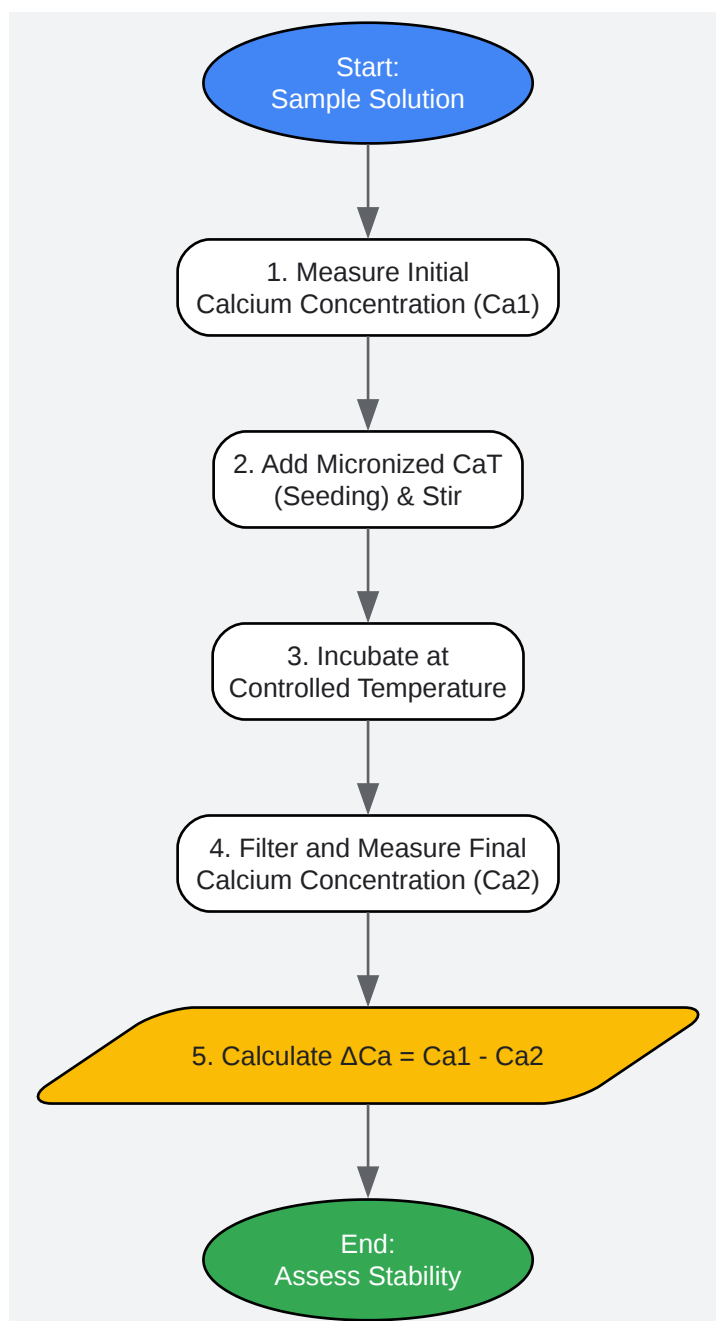 Start:
Sample Solution
1. Measure Initial
Calcium Concentration (Ca1)
2. Add Micronized CaT
(Seeding) & Stir
3. Incubate at
Controlled Temperature
4. Filter and Measure Final
Calcium Concentration (Ca2)
5. Calculate ΔCa = Ca1 - Ca2
End:
Assess Stability